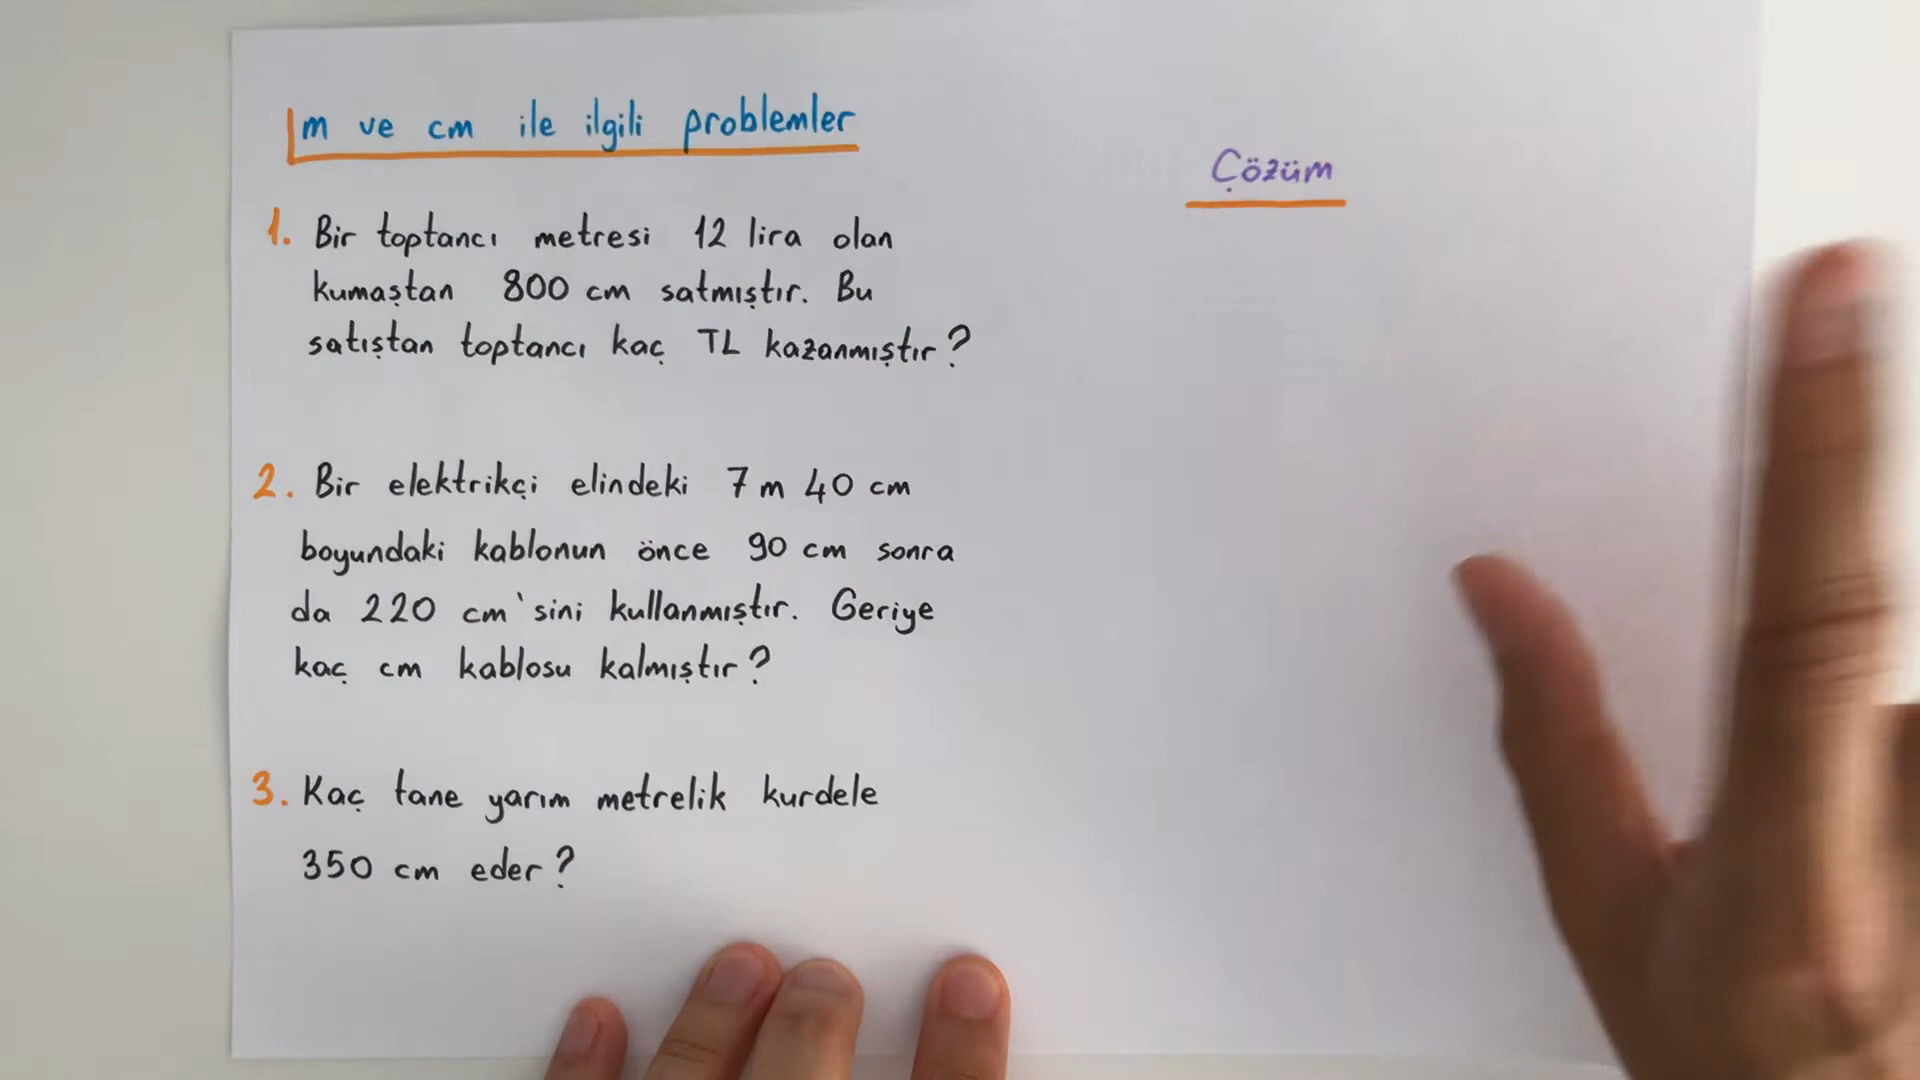 m ve cm ile ilgili problemler
Çözüm
1. Bir toptancı metresi 12 lira olan
kumaştan 800 cm satmıştır. Bu
satıştan toptancı kaç TL kazanmıştır?
2. Bir elektrikçi elindeki 7 m 40 cm
boyundaki kablonun önce 90 cm sonra
da 220 cm'sini kullanmıştır. Geriye
kaç cm kablosu kalmıştır?
3. Kaç tane yarım metrelik kurdele
350 cm eder?